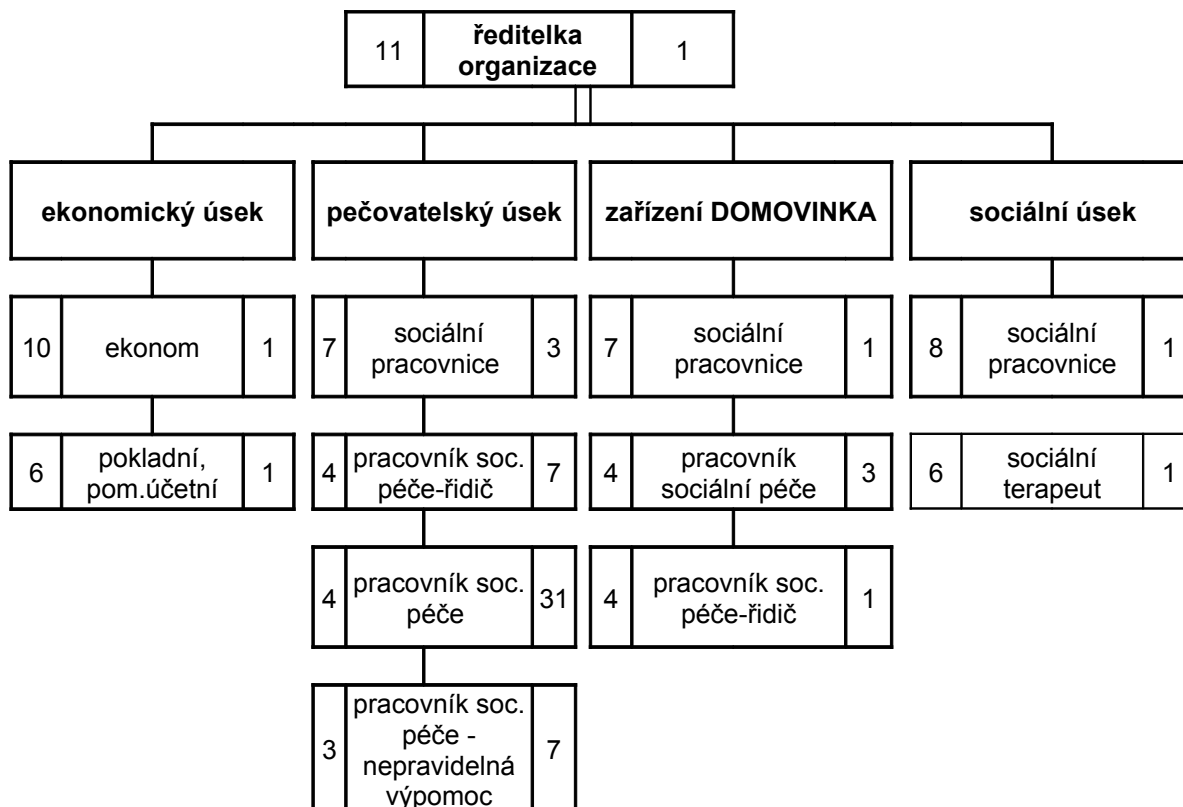 11 ředitelka organizace 1
ekonomický úsek
pečovatelský úsek
zařízení DOMOVINKA
sociální úsek
10 ekonom 1
7 sociální pracovnice 3
7 sociální pracovnice 1
8 sociální pracovnice 1
6 pokladní, pom.účetní 1
4 pracovník soc. péče-řidič 7
4 pracovník sociální péče 3
6 sociální terapeut 1
4 pracovník soc. péče 31
4 pracovník soc. péče-řidič 1
3 pracovník soc. péče - nepravidelná výpomoc 7